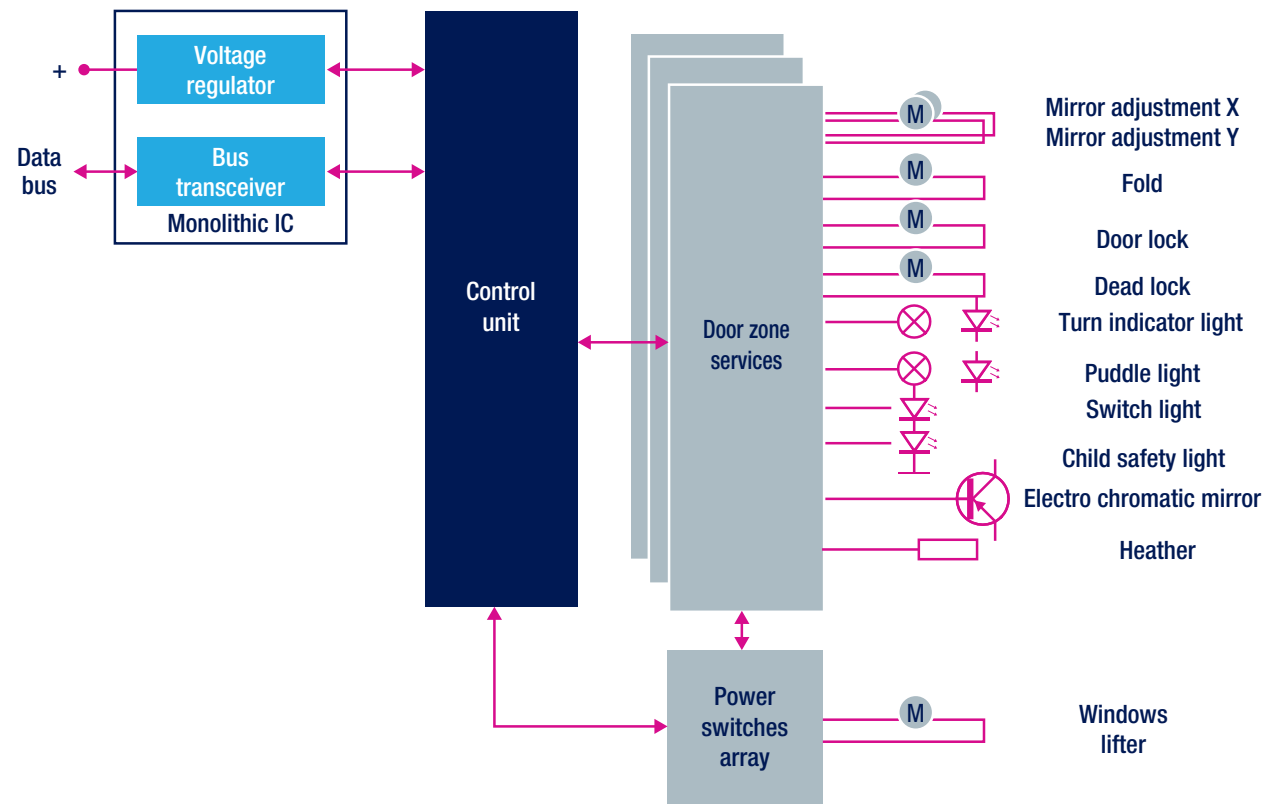 Voltage
regulator
+
Data
bus
Bus
transceiver
Monolithic IC
Control
unit
Door zone
services
M
Mirror adjustment X
Mirror adjustment Y
M
Fold
M
Door lock
M
Dead lock
Turn indicator light
Puddle light
Switch light
Child safety light
Electro chromatic mirror
Heather
Power
switches
array
M
Windows
lifter